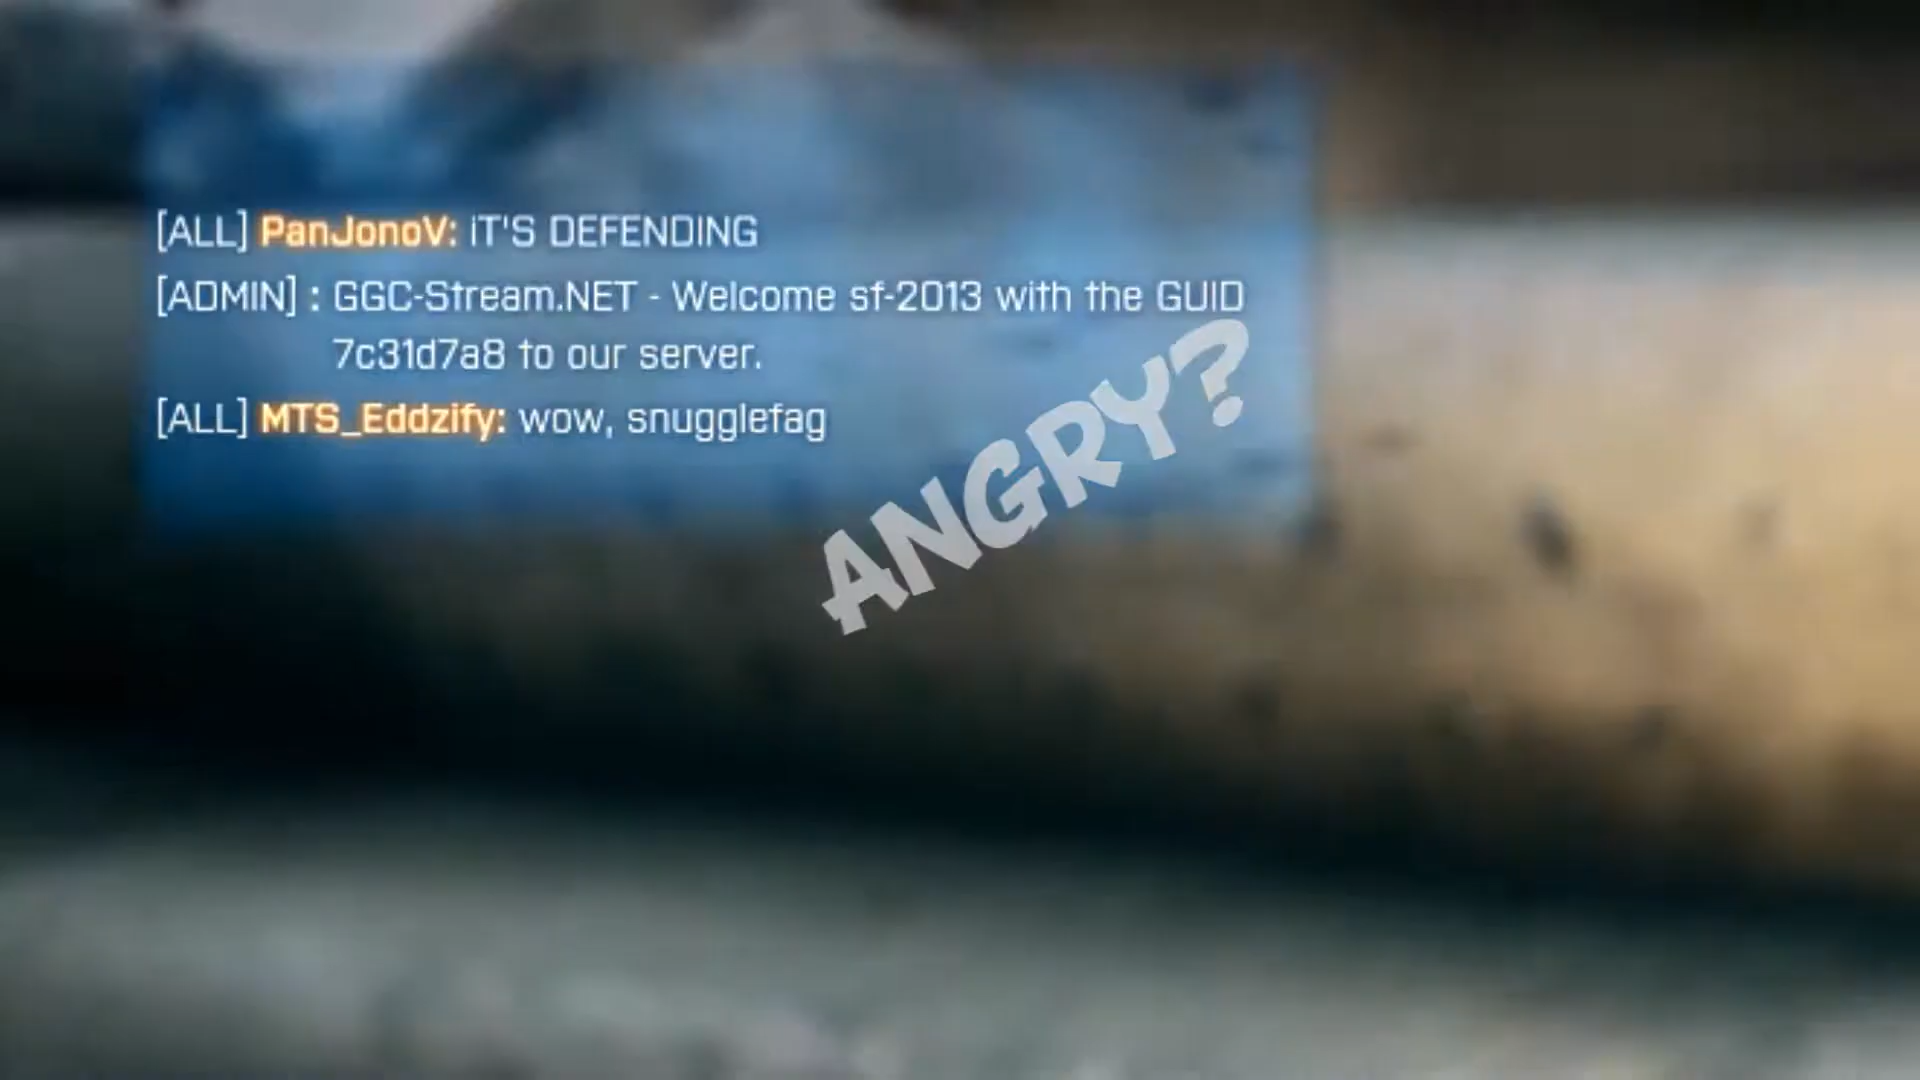 [ALL] PanJonoV: iT'S DEFENDING
[ADMIN] : GGC-Stream.NET - Welcome sf-2013 with the GUID
7c31d7a8 to our server.
[ALL] MTS_Eddzify: wow, snugglefag
ANGRY?